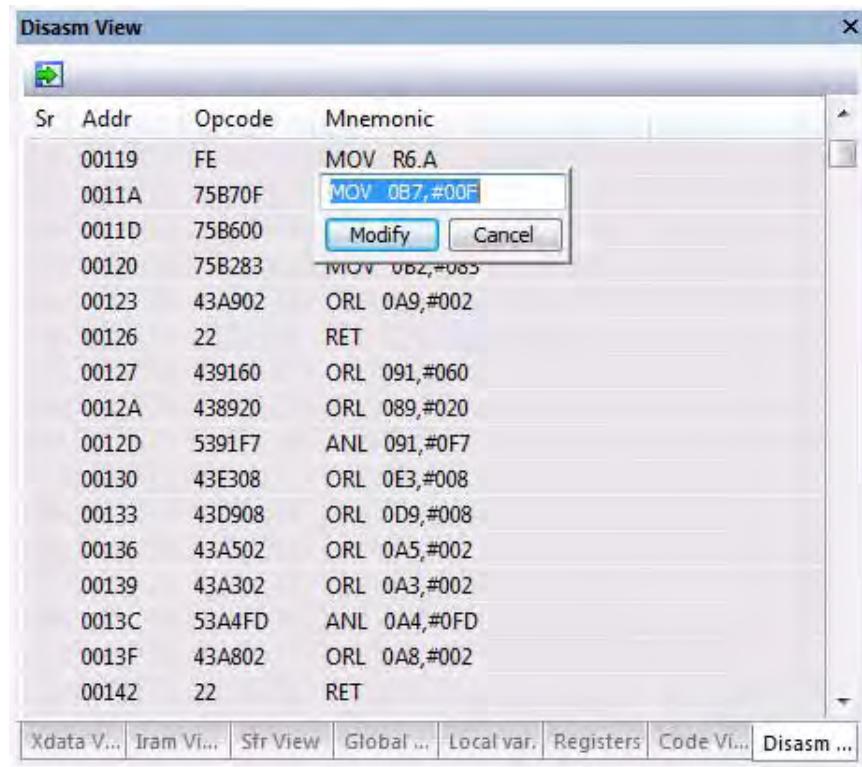 Disasm View
Sr Addr Opcode Mnemonic
00119 FE MOV R6.A
0011A 75B70F MOV 0B7,#00F
0011D 75B600 Modify Cancel
00120 75B283 MOV 0B2,#083
00123 43A902 ORL 0A9,#002
00126 22 RET
00127 439160 ORL 091,#060
0012A 438920 ORL 089,#020
0012D 5391F7 ANL 091,#0F7
00130 43E308 ORL 0E3,#008
00133 43D908 ORL 0D9,#008
00136 43A502 ORL 0A5,#002
00139 43A302 ORL 0A3,#002
0013C 53A4FD ANL 0A4,#0FD
0013F 43A802 ORL 0A8,#002
00142 22 RET
Xdata V... Iram Vi... Sfr View Global ... Local var. Registers Code Vi... Disasm ...